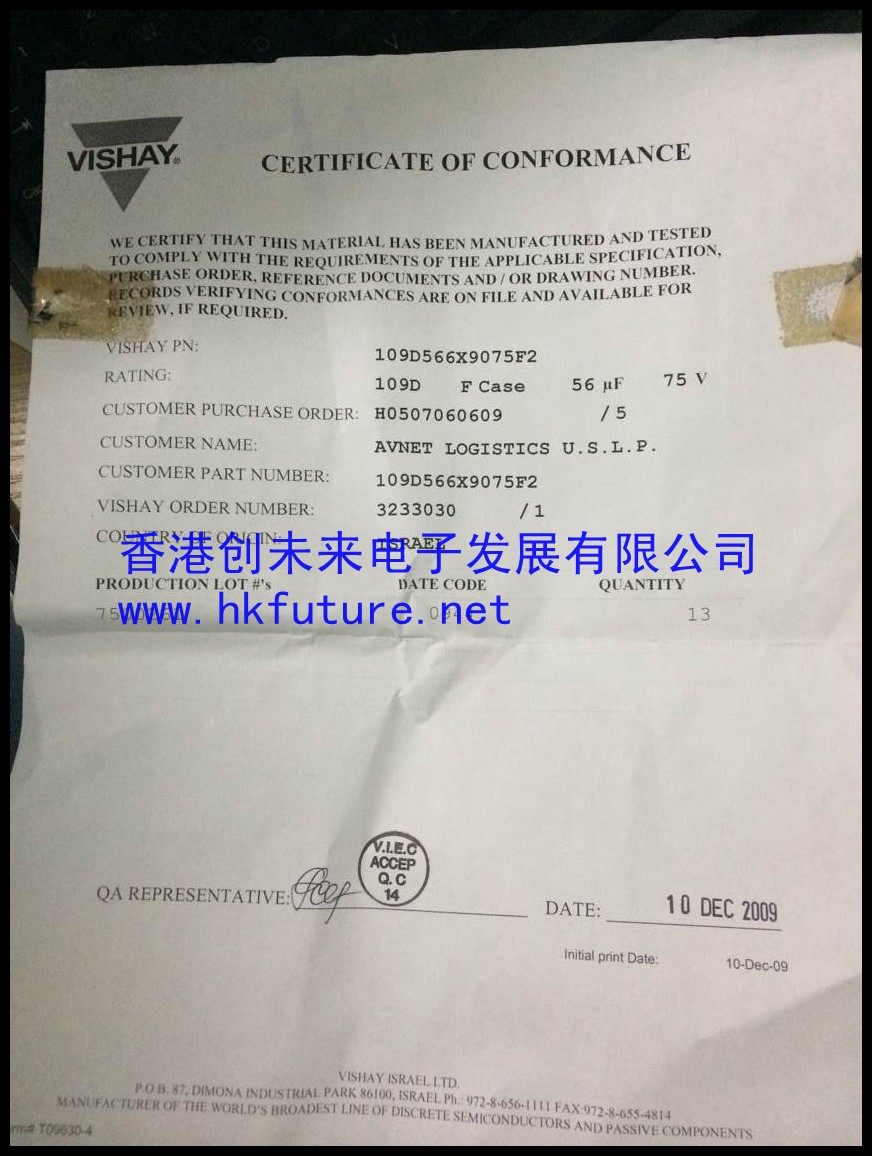 VISHAY®
CERTIFICATE OF CONFORMANCE
WE CERTIFY THAT THIS MATERIAL HAS BEEN MANUFACTURED AND TESTED
TO COMPLY WITH THE REQUIREMENTS OF THE APPLICABLE SPECIFICATION,
PURCHASE ORDER, REFERENCE DOCUMENTS AND / OR DRAWING NUMBER.
RECORDS VERIFYING CONFORMANCES ARE ON FILE AND AVAILABLE FOR
REVIEW, IF REQUIRED.
VISHAY PN: 109D566X9075F2
RATING: 109D F Case 56 µF 75 V
CUSTOMER PURCHASE ORDER: H0507060609 / 5
CUSTOMER NAME: AVNET LOGISTICS U.S.L.P.
CUSTOMER PART NUMBER: 109D566X9075F2
VISHAY ORDER NUMBER: 3233030 / 1
COUNTRY OF ORIGIN: ISRAEL
香港创未来电子发展有限公司
PRODUCTION LOT #'s DATE CODE QUANTITY
www.hkfuture.net
13
V.I.E.C
ACCEP
Q.C
14
QA REPRESENTATIVE:
DATE: 10 DEC 2009
Initial print Date: 10-Dec-09
VISHAY ISRAEL LTD.
P.O.B. 87, DIMONA INDUSTRIAL PARK 86100, ISRAEL Ph.: 972-8-656-1111 FAX:972-8-655-4814
MANUFACTURER OF THE WORLD'S BROADEST LINE OF DISCRETE SEMICONDUCTORS AND PASSIVE COMPONENTS
T09630-4